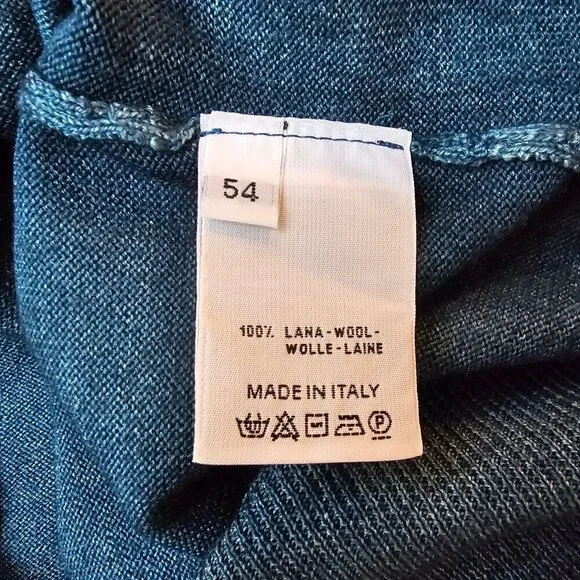 54
100% LANA-WOOL-
WOLLE-LAINE
MADE IN ITALY
P